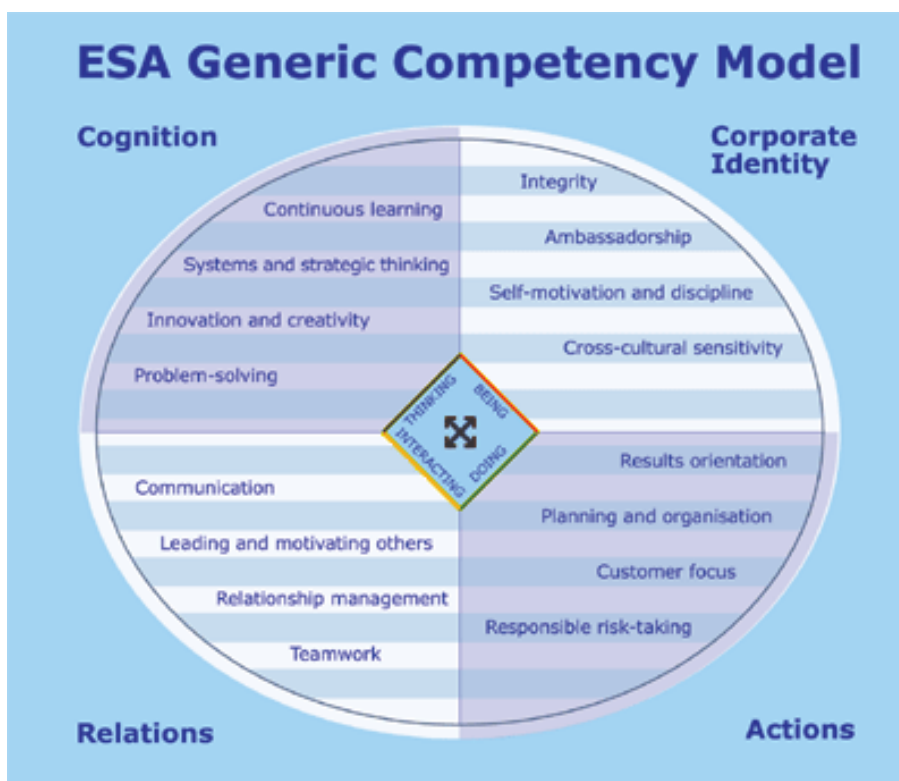 ESA Generic Competency Model
Cognition
Corporate
Identity
Continuous learning
Systems and strategic thinking
Innovation and creativity
Problem-solving
Integrity
Ambassadorship
Self-motivation and discipline
Cross-cultural sensitivity
THINKING
BEING
INTERACTING
DOING
Communication
Leading and motivating others
Relationship management
Teamwork
Results orientation
Planning and organisation
Customer focus
Responsible risk-taking
Relations
Actions